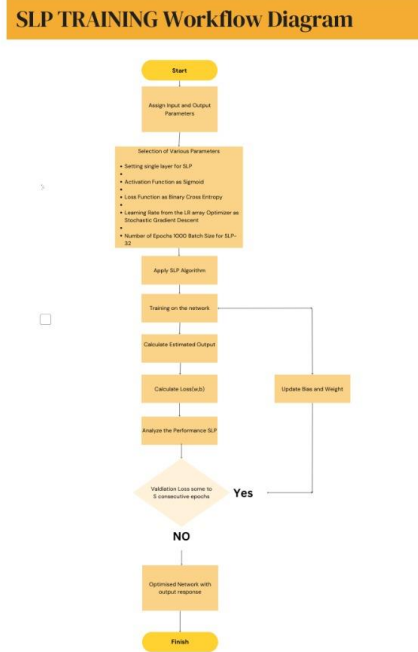 SLP TRAINING Workflow Diagram
Start
Assign Input and Output
Parameters
Selection of Various Parameters
• Setting single layer for SLP
•
• Activation Function as Sigmoid
•
• Loss Function as Binary Cross Entropy
•
• Learning Rate from the LR array Optimizer as
Stochastic Gradient Descent
•
• Number of Epochs 1000 Batch Size for SLP-
32
Apply SLP Algorithm
Training on the network
Calculate Estimated Output
Calculate Loss(w,b)
Update Bias and Weight
Analyze the Performance SLP
Validation Loss same to
5 consecutive epochs
Yes
NO
Optimised Network with
output response
Finish